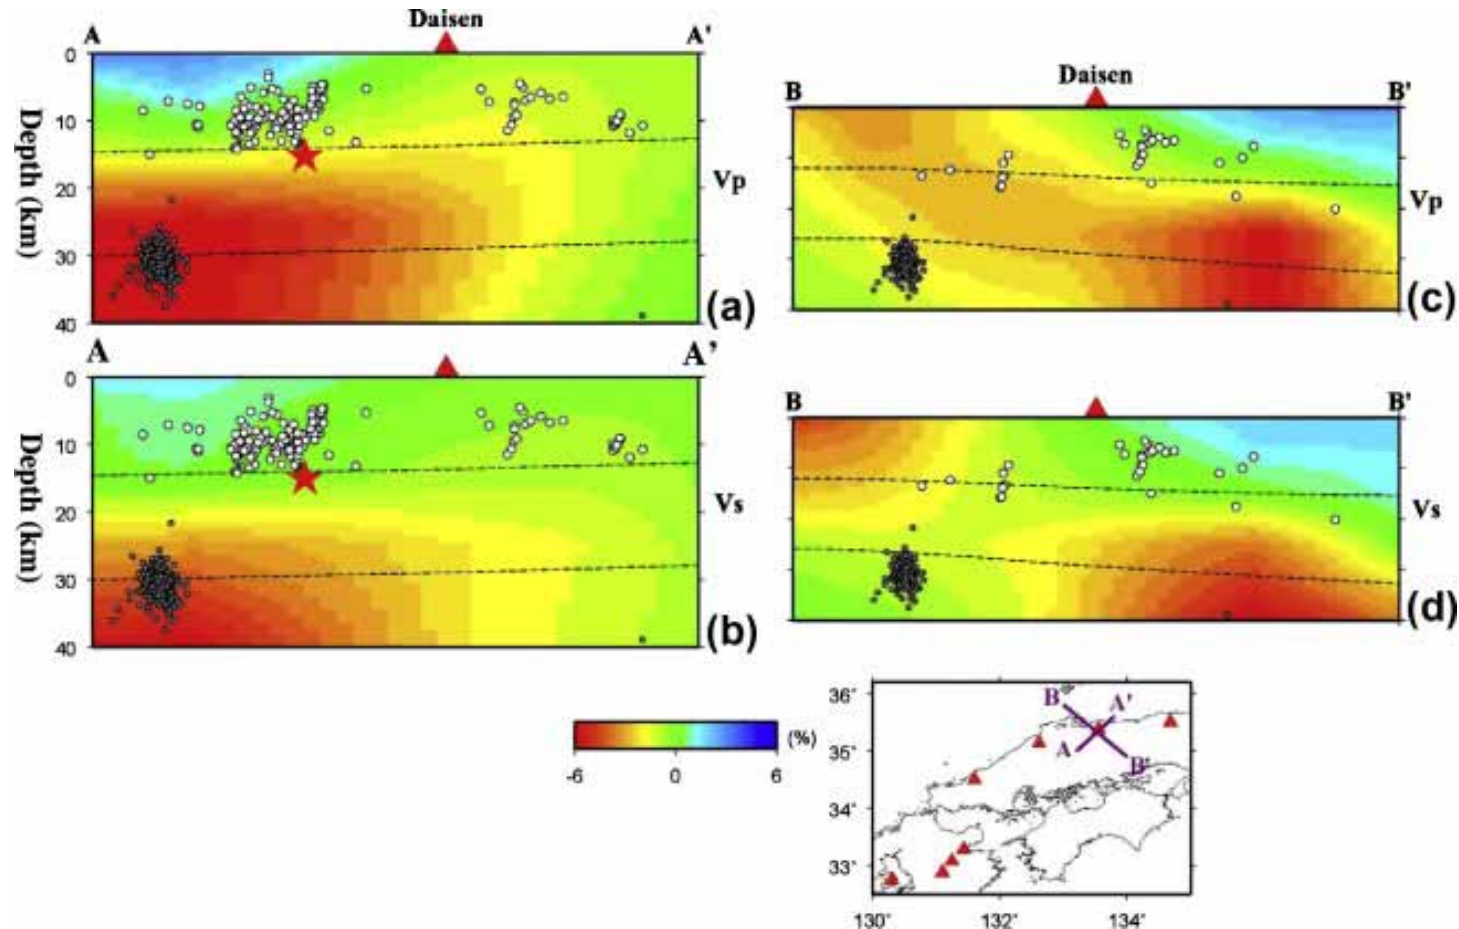 Daisen
A A'
0
10
20
30
40
Depth (km)
Vp
(a)
A A'
0
10
20
30
40
Depth (km)
Vs
(b)
Daisen
B B'
Vp
(c)
B B'
Vs
(d)
-6 0 6
(%)
36°
35°
34°
33°
130° 132° 134°
B A'
A B'